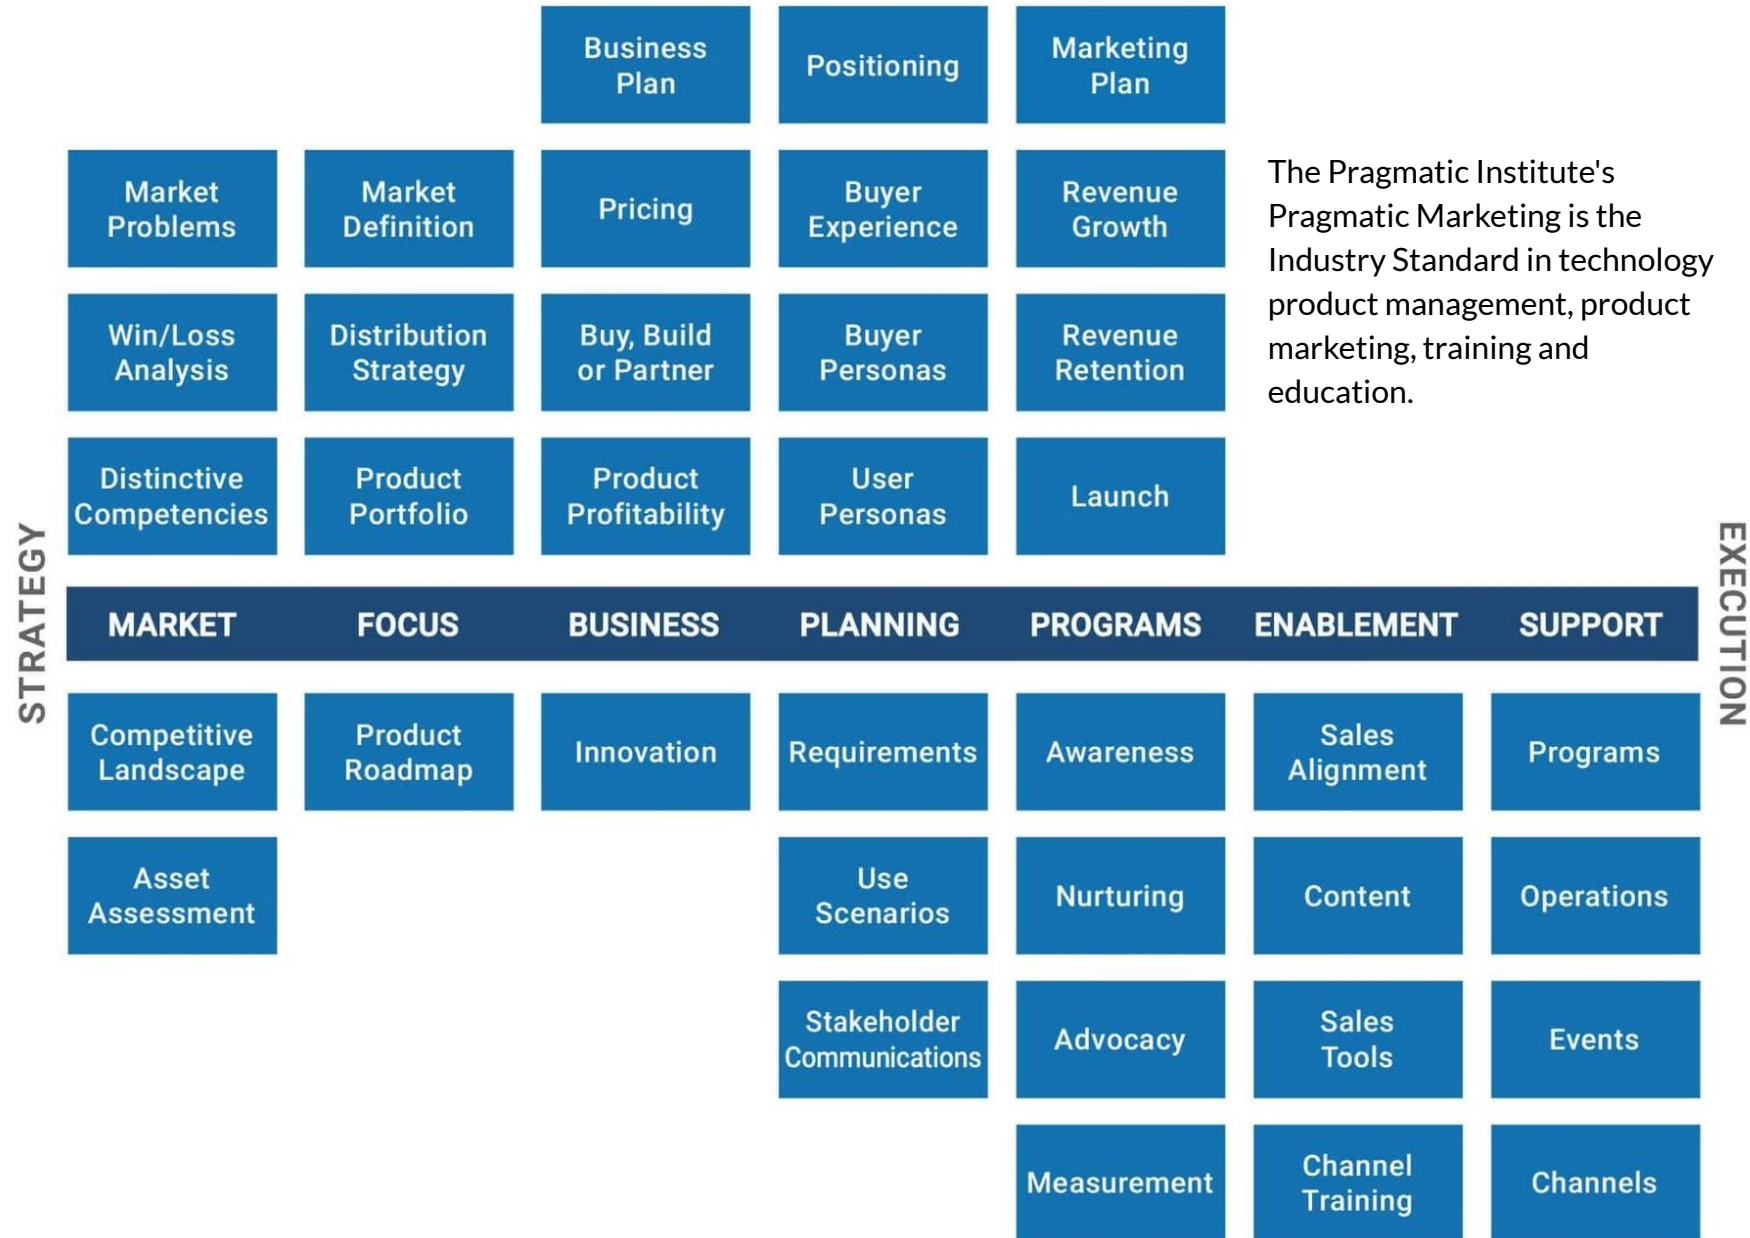 Business
Plan
Positioning
Marketing
Plan
Market
Problems
Market
Definition
Pricing
Buyer
Experience
Revenue
Growth
The Pragmatic Institute's
Pragmatic Marketing is the
Industry Standard in technology
product management, product
marketing, training and
education.
Win/Loss
Analysis
Distribution
Strategy
Buy, Build
or Partner
Buyer
Personas
Revenue
Retention
Distinctive
Competencies
Product
Portfolio
Product
Profitability
User
Personas
Launch
STRATEGY
MARKET
FOCUS
BUSINESS
PLANNING
PROGRAMS
ENABLEMENT
SUPPORT
EXECUTION
Competitive
Landscape
Product
Roadmap
Innovation
Requirements
Awareness
Sales
Alignment
Programs
Asset
Assessment
Use
Scenarios
Nurturing
Content
Operations
Stakeholder
Communications
Advocacy
Sales
Tools
Events
Measurement
Channel
Training
Channels